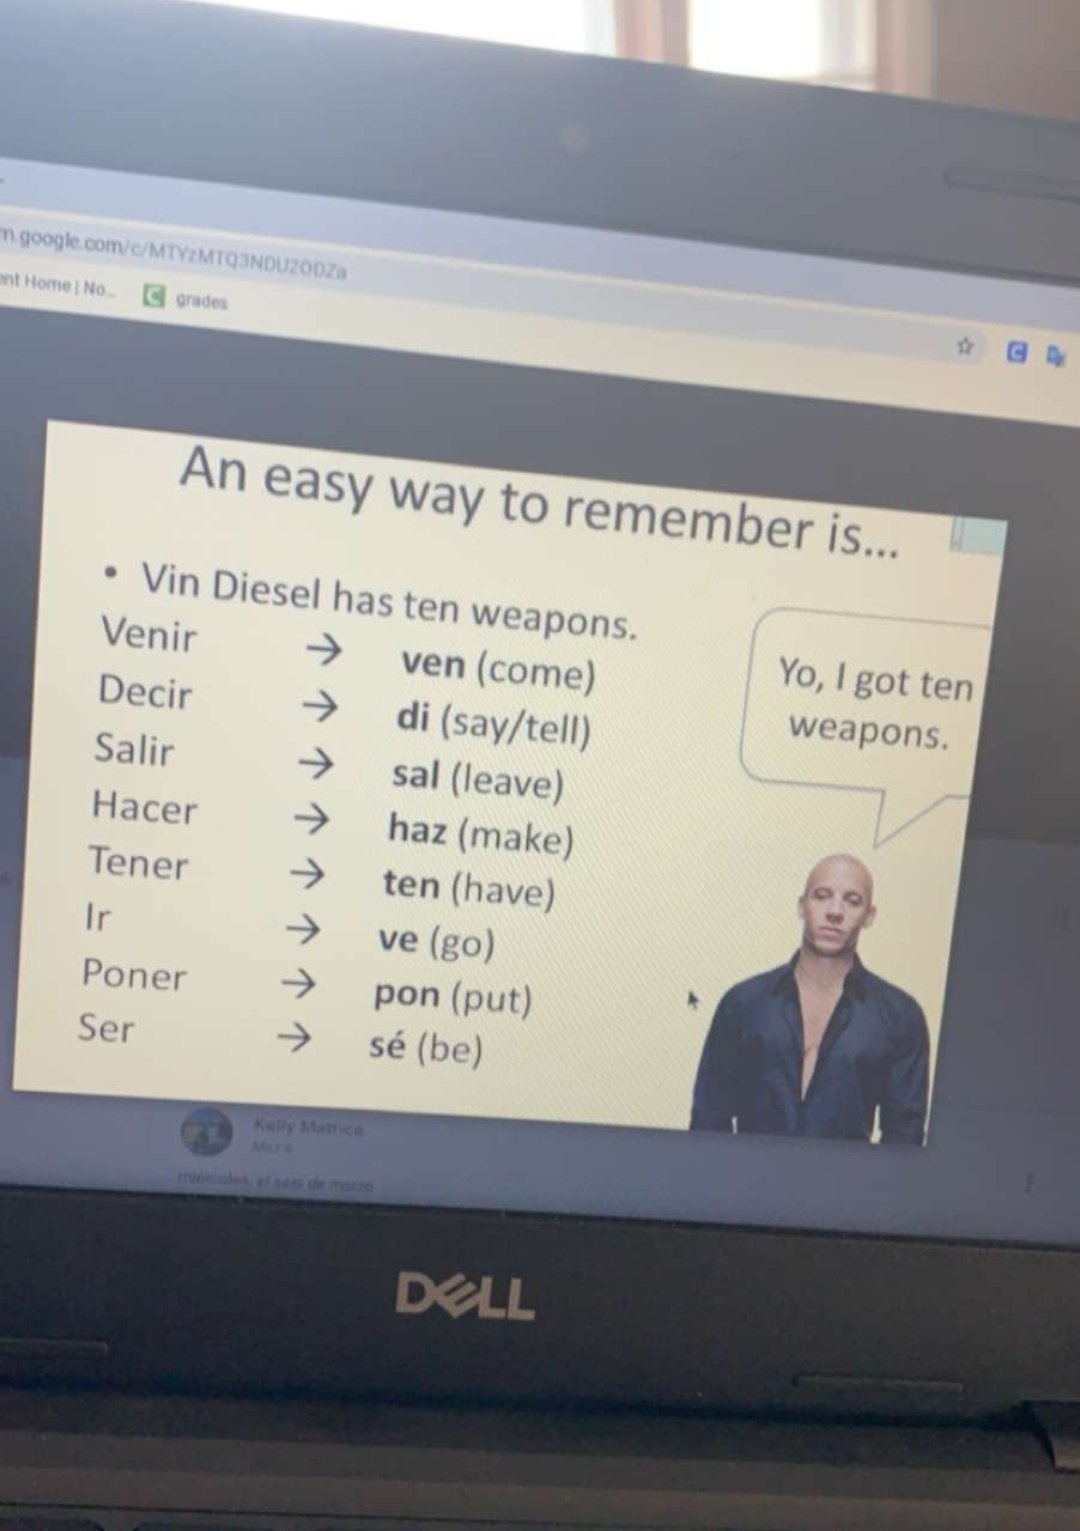 m.google.com/c/MTYzMTQ3NDU2ODZa
ent Home | No...
grades
An easy way to remember is...
• Vin Diesel has ten weapons.
Venir → ven (come)
Decir → di (say/tell)
Salir → sal (leave)
Hacer → haz (make)
Tener → ten (have)
Ir → ve (go)
Poner → pon (put)
Ser → sé (be)
Yo, I got ten
weapons.
Kelly Mattice
Mar 6
miércoles, el seis de marzo
DELL